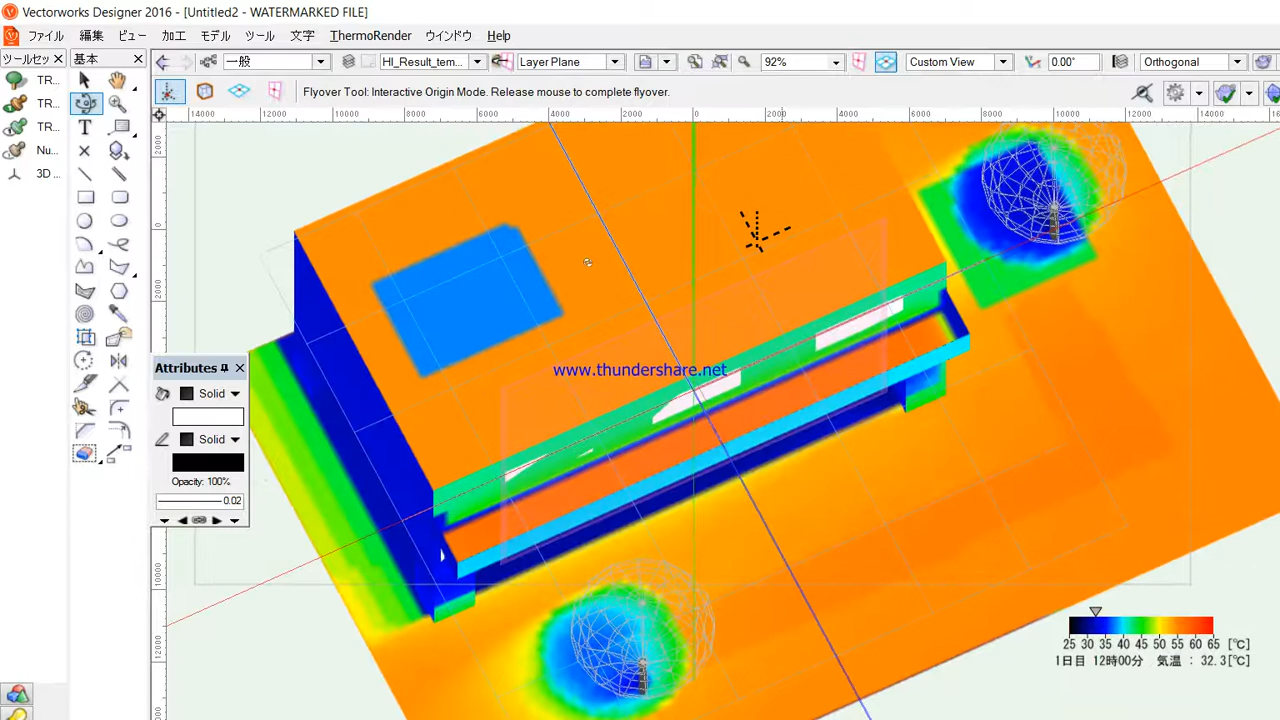 Vectorworks Designer 2016 - [Untitled2 - WATERMARKED FILE]
ファイル 編集 ビュー 加工 モデル ツール 文字 ThermoRender ウインドウ Help
ツールセッ 基本
一般 HI_Result_tem... Layer Plane 92% Custom View 0.00° Orthogonal
Flyover Tool: Interactive Origin Mode. Release mouse to complete flyover.
14000 12000 10000 8000 6000 4000 2000 0 2000 4000 6000 8000 10000 12000 14000
TR...
TR...
TR...
Nu...
3D ...
2000
0
2000
10000
12000
Attributes
Solid
Solid
Opacity: 100%
0.02
www.thundershare.net
25 30 35 40 45 50 55 60 65 [℃]
1日目 12時00分 気温 : 32.3[℃]